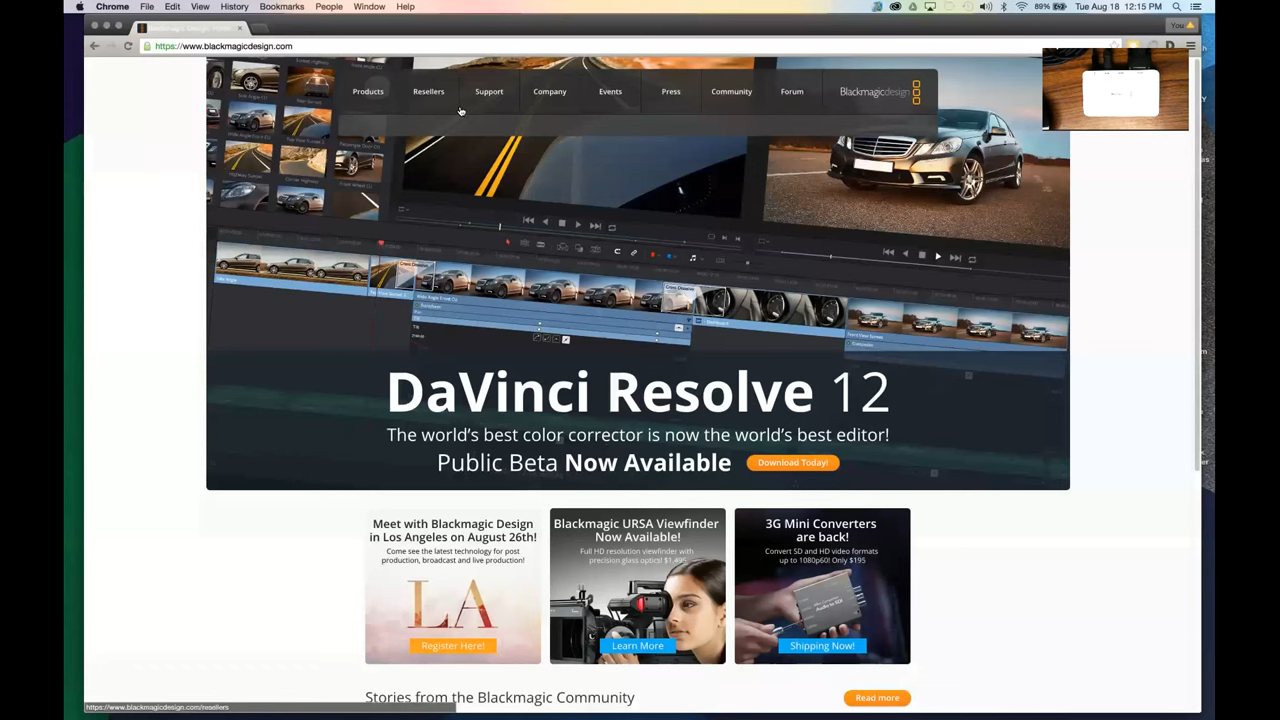 Chrome File Edit View History Bookmarks People Window Help
89% Tue Aug 18 12:15 PM
You
https://www.blackmagicdesign.com
Products Resellers Support Company Events Press Community Forum Blackmagicdesign
DaVinci Resolve 12
The world's best color corrector is now the world's best editor!
Public Beta Now Available Download Today!
Meet with Blackmagic Design
in Los Angeles on August 26th!
Come see the latest technology for post
production, broadcast and live production!
LA
Register Here!
Blackmagic URSA Viewfinder
Now Available!
Full HD resolution viewfinder with
precision glass optics! $1,495
Learn More
3G Mini Converters
are back!
Convert SD and HD video formats
up to 1080p60! Only $195
Shipping Now!
Stories from the Blackmagic Community Read more
https://www.blackmagicdesign.com/resellers